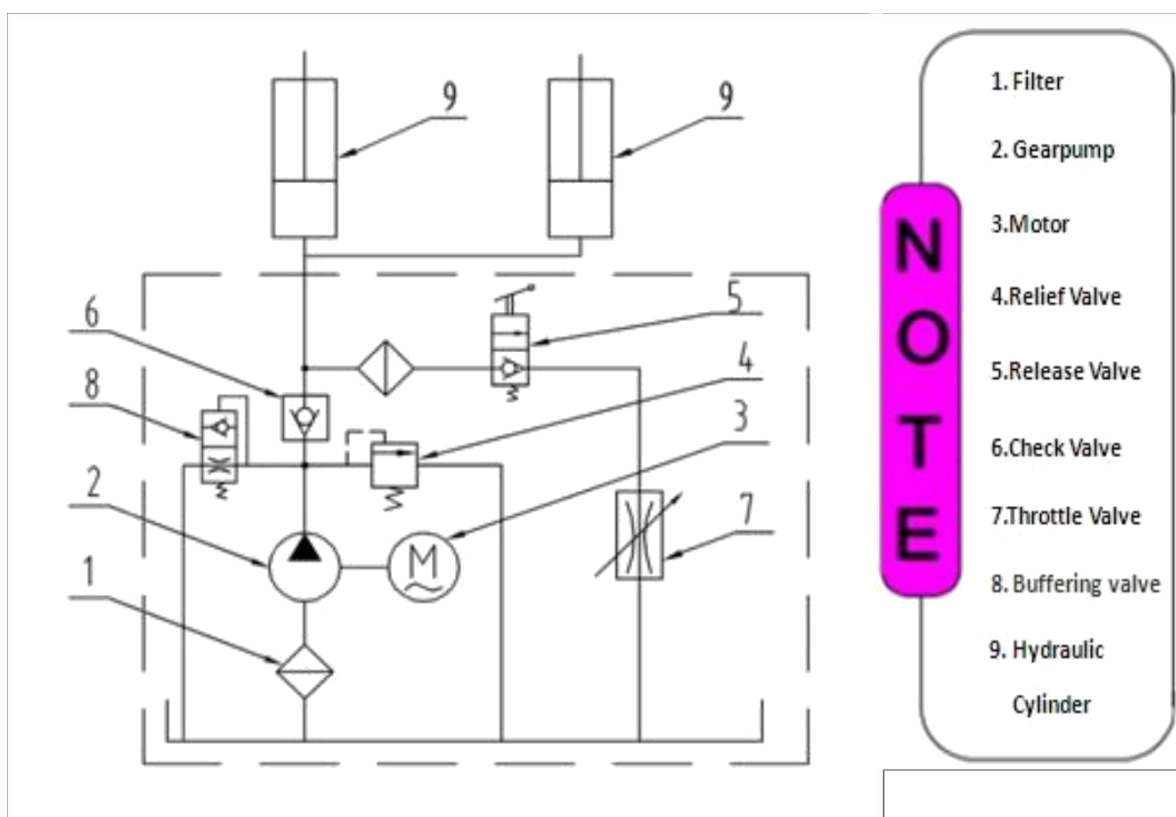 9
9
6
5
8
4
3
2
7
1
M
NOTE
1. Filter
2. Gearpump
3.Motor
4.Relief Valve
5.Release Valve
6.Check Valve
7.Throttle Valve
8. Buffering valve
9. Hydraulic
Cylinder